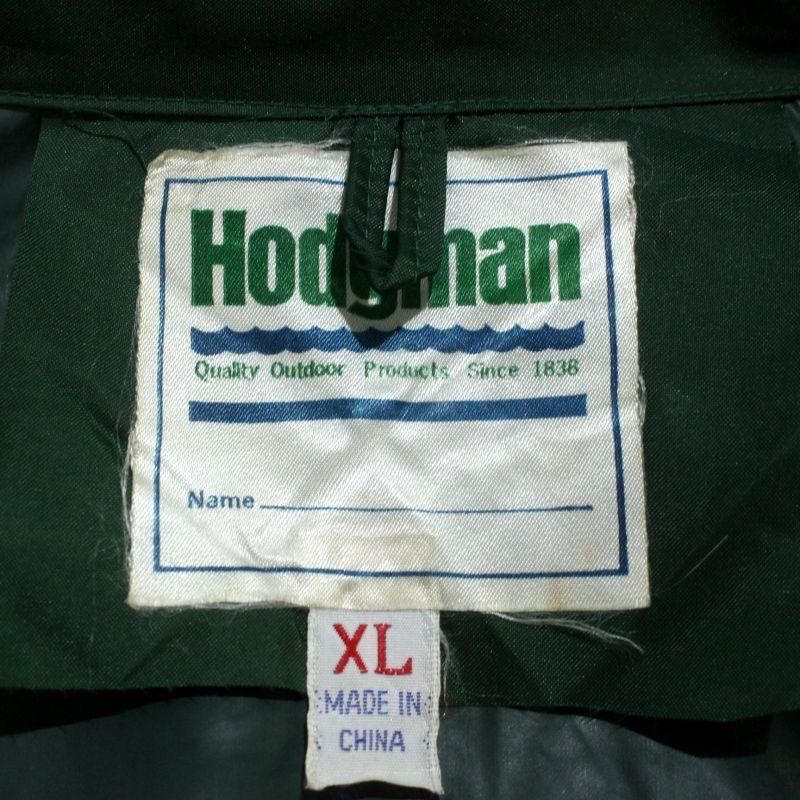 Hodgman
Quality Outdoor Products Since 1838
Name
XL
MADE IN
CHINA